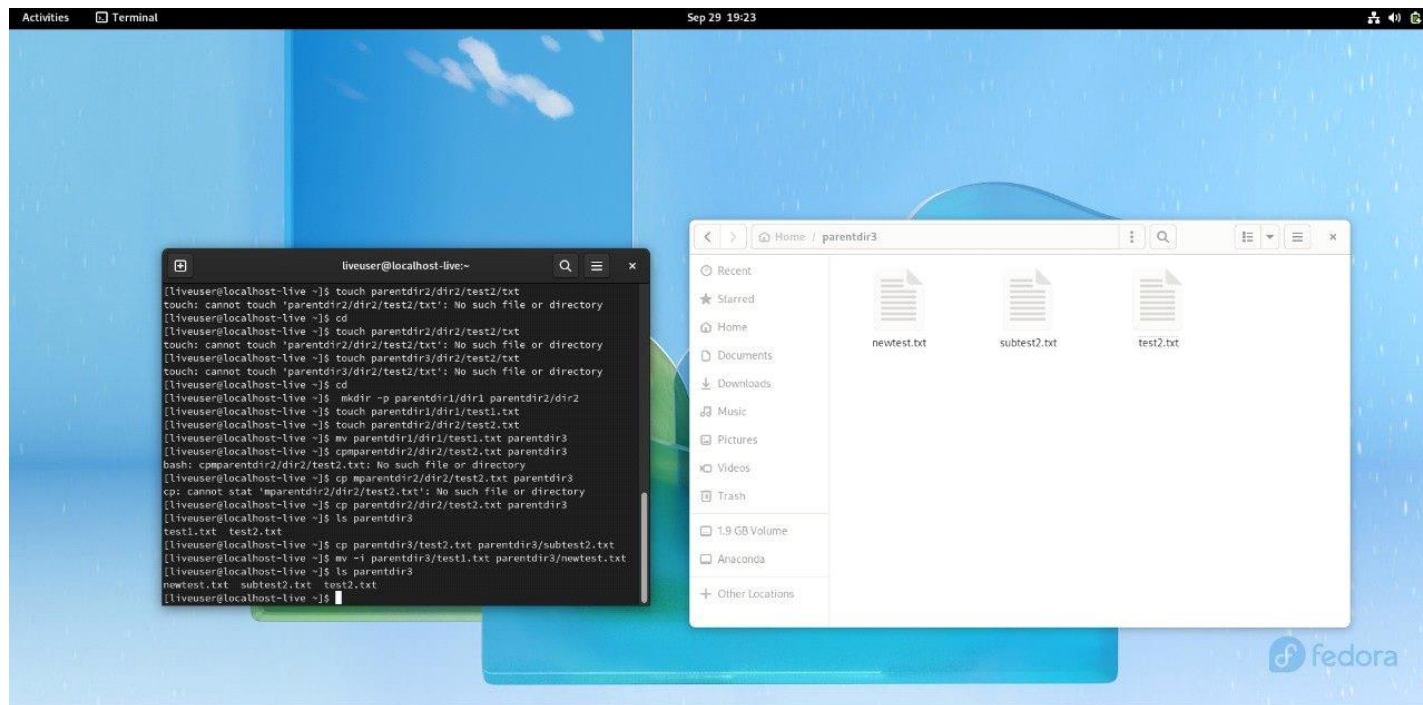 Activities Terminal Sep 29 19:23
liveuser@localhost-live:~
[liveuser@localhost-live ~]$ touch parentdir2/dir2/test2/txt
touch: cannot touch 'parentdir2/dir2/test2/txt': No such file or directory
[liveuser@localhost-live ~]$ cd
[liveuser@localhost-live ~]$ touch parentdir2/dir2/test2/txt
touch: cannot touch 'parentdir2/dir2/test2/txt': No such file or directory
[liveuser@localhost-live ~]$ touch parentdir3/dir2/test2/txt
touch: cannot touch 'parentdir3/dir2/test2/txt': No such file or directory
[liveuser@localhost-live ~]$ cd
[liveuser@localhost-live ~]$  mkdir -p parentdir1/dir1 parentdir2/dir2
[liveuser@localhost-live ~]$ touch parentdir1/dir1/test1.txt
[liveuser@localhost-live ~]$ touch parentdir2/dir2/test2.txt
[liveuser@localhost-live ~]$ mv parentdir1/dir1/test1.txt parentdir3
[liveuser@localhost-live ~]$ cpmparentdir2/dir2/test2.txt parentdir3
bash: cpmparentdir2/dir2/test2.txt: No such file or directory
[liveuser@localhost-live ~]$ cp mparentdir2/dir2/test2.txt parentdir3
cp: cannot stat 'mparentdir2/dir2/test2.txt': No such file or directory
[liveuser@localhost-live ~]$ cp parentdir2/dir2/test2.txt parentdir3
[liveuser@localhost-live ~]$ ls parentdir3
test1.txt  test2.txt
[liveuser@localhost-live ~]$ cp parentdir3/test2.txt parentdir3/subtest2.txt
[liveuser@localhost-live ~]$ mv -i parentdir3/test1.txt parentdir3/newtest.txt
[liveuser@localhost-live ~]$ ls parentdir3
newtest.txt  subtest2.txt  test2.txt
[liveuser@localhost-live ~]$
Home / parentdir3
Recent
Starred
Home
Documents
Downloads
Music
Pictures
Videos
Trash
1.9 GB Volume
Anaconda
+ Other Locations
newtest.txt subtest2.txt test2.txt
fedora